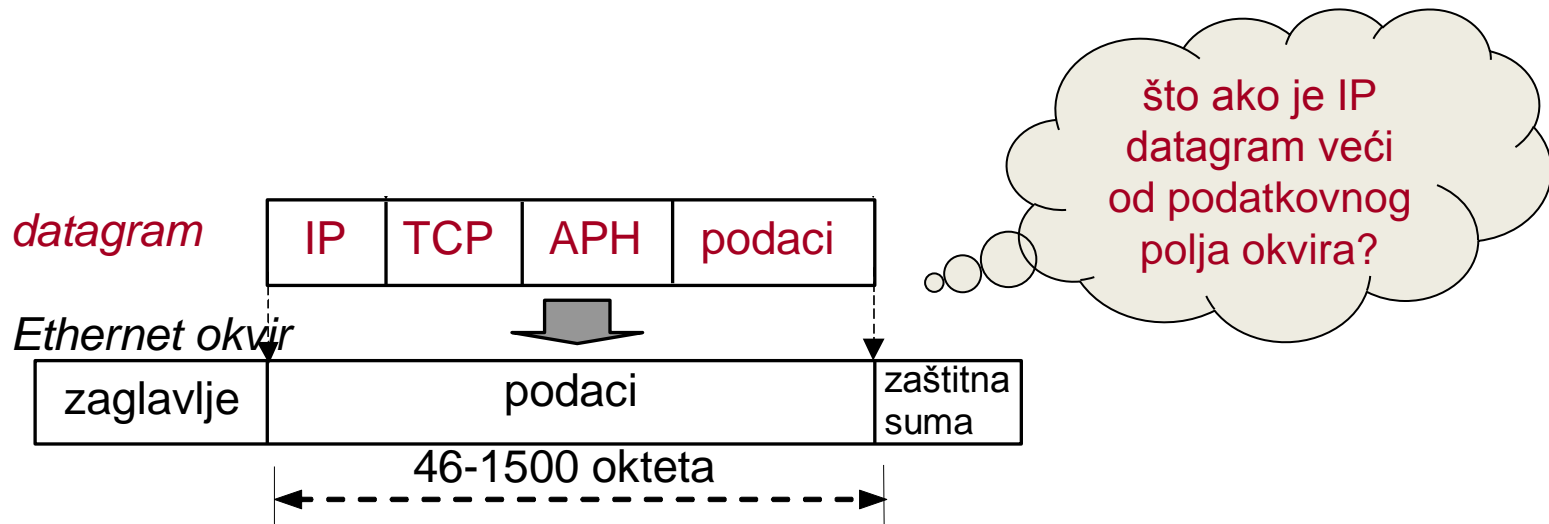 što ako je IP
datagram veći
od podatkovnog
polja okvira?
datagram
IP TCP APH podaci
Ethernet okvir
zaglavlje podaci zaštitna
suma
46-1500 okteta